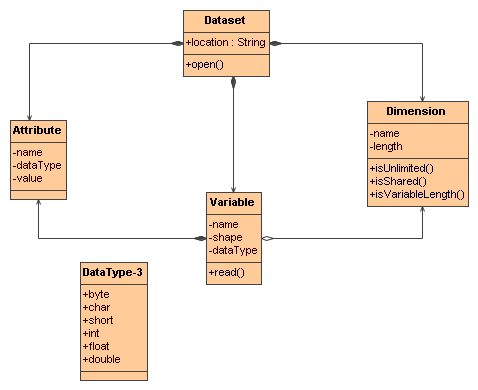 Dataset
+location : String
+open()
Attribute
-name
-dataType
-value
Dimension
-name
-length
+isUnlimited()
+isShared()
+isVariableLength()
Variable
-name
-shape
-dataType
+read()
DataType-3
+byte
+char
+short
+int
+float
+double